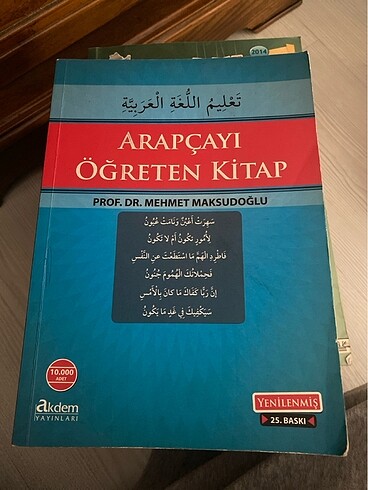 2014
تَعْلِيمُ اللُّغَةِ الْعَرَبِيَّةِ
ARAPÇAYI
ÖĞRETEN KİTAP
PROF. DR. MEHMET MAKSUDOĞLU
سَهِرَتْ أَعْيُنٌ وَنَامَتْ عُيُونُ
لِأُمُورٍ تَكُونُ أَمْ لَا تَكُونُ
فَاطْرِدِ الْهَمَّ مَا اسْتَطَعْتَ عَنِ النَّفْسِ
فَحِمْلَانُكَ الْهُمُومَ جُنُونُ
إِنَّ رَبًّا كَفَاكَ مَا كَانَ بِالْأَمْسِ
سَيَكْفِيكَ فِي غَدٍ مَا يَكُونُ
10.000
ADET
akdem
YAYINLARI
YENİLENMİŞ
25. BASKI